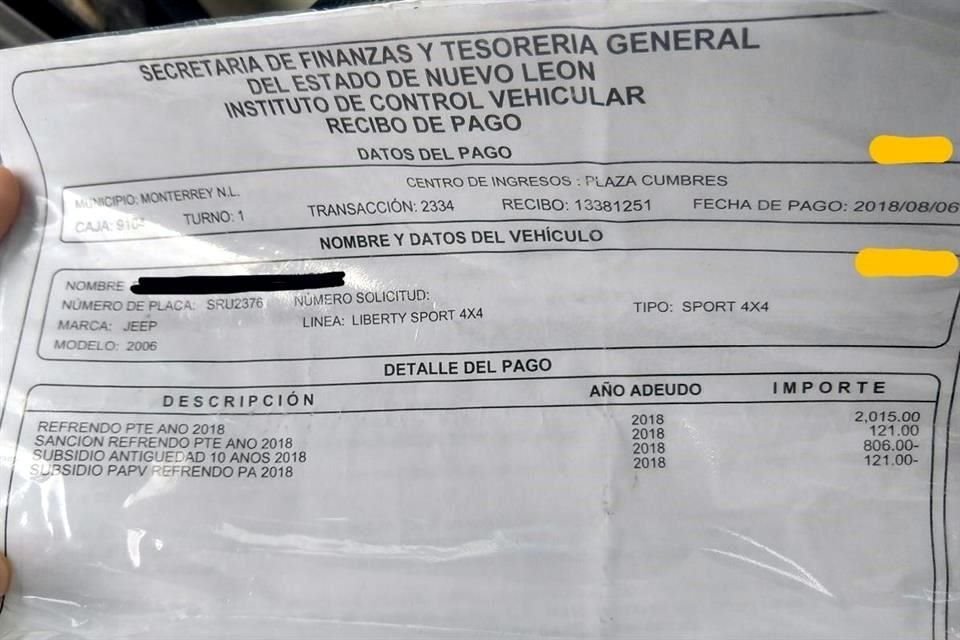 SECRETARIA DE FINANZAS Y TESORERIA GENERAL
DEL ESTADO DE NUEVO LEON
INSTITUTO DE CONTROL VEHICULAR
RECIBO DE PAGO
DATOS DEL PAGO
MUNICIPIO: MONTERREY N.L. CENTRO DE INGRESOS : PLAZA CUMBRES
CAJA: TURNO: 1 TRANSACCIÓN: 2334 RECIBO: 13381251 FECHA DE PAGO: 2018/08/06
NOMBRE Y DATOS DEL VEHÍCULO
NOMBRE
NÚMERO DE PLACA: SRU2376 NÚMERO SOLICITUD:
MARCA: JEEP LINEA: LIBERTY SPORT 4X4 TIPO: SPORT 4X4
MODELO: 2006
DETALLE DEL PAGO
DESCRIPCIÓN AÑO ADEUDO IMPORTE
REFRENDO PTE ANO 2018 2018 2,015.00
SANCION REFRENDO PTE ANO 2018 2018 121.00
SUBSIDIO ANTIGUEDAD 10 ANOS 2018 2018 806.00-
SUBSIDIO PAPV REFRENDO PA 2018 2018 121.00-